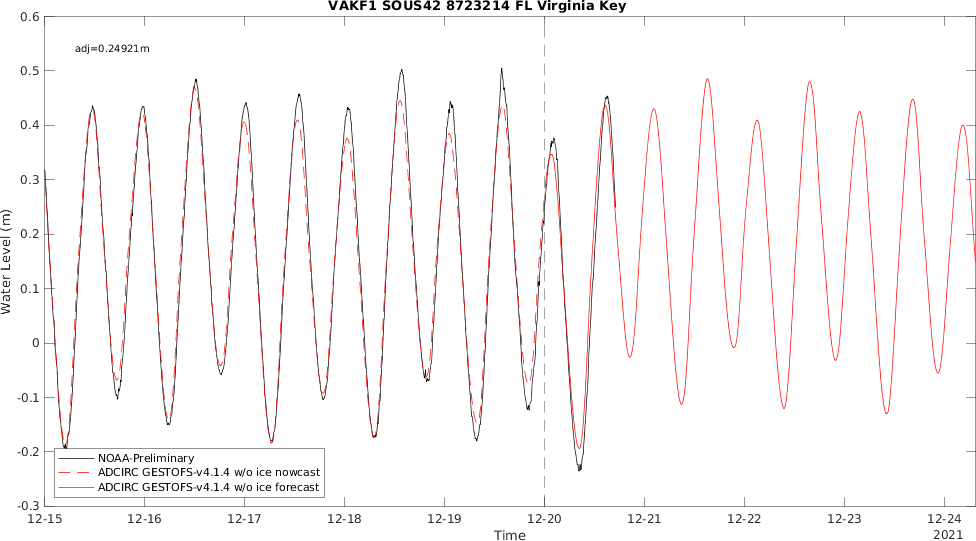 VAKF1 SOUS42 8723214 FL Virginia Key
adj=0.24921m
0.6
0.5
0.4
0.3
0.2
0.1
0
-0.1
-0.2
-0.3
Water Level (m)
NOAA-Preliminary
ADCIRC GESTOFS-v4.1.4 w/o ice nowcast
ADCIRC GESTOFS-v4.1.4 w/o ice forecast
12-15 12-16 12-17 12-18 12-19 12-20 12-21 12-22 12-23 12-24
Time
2021